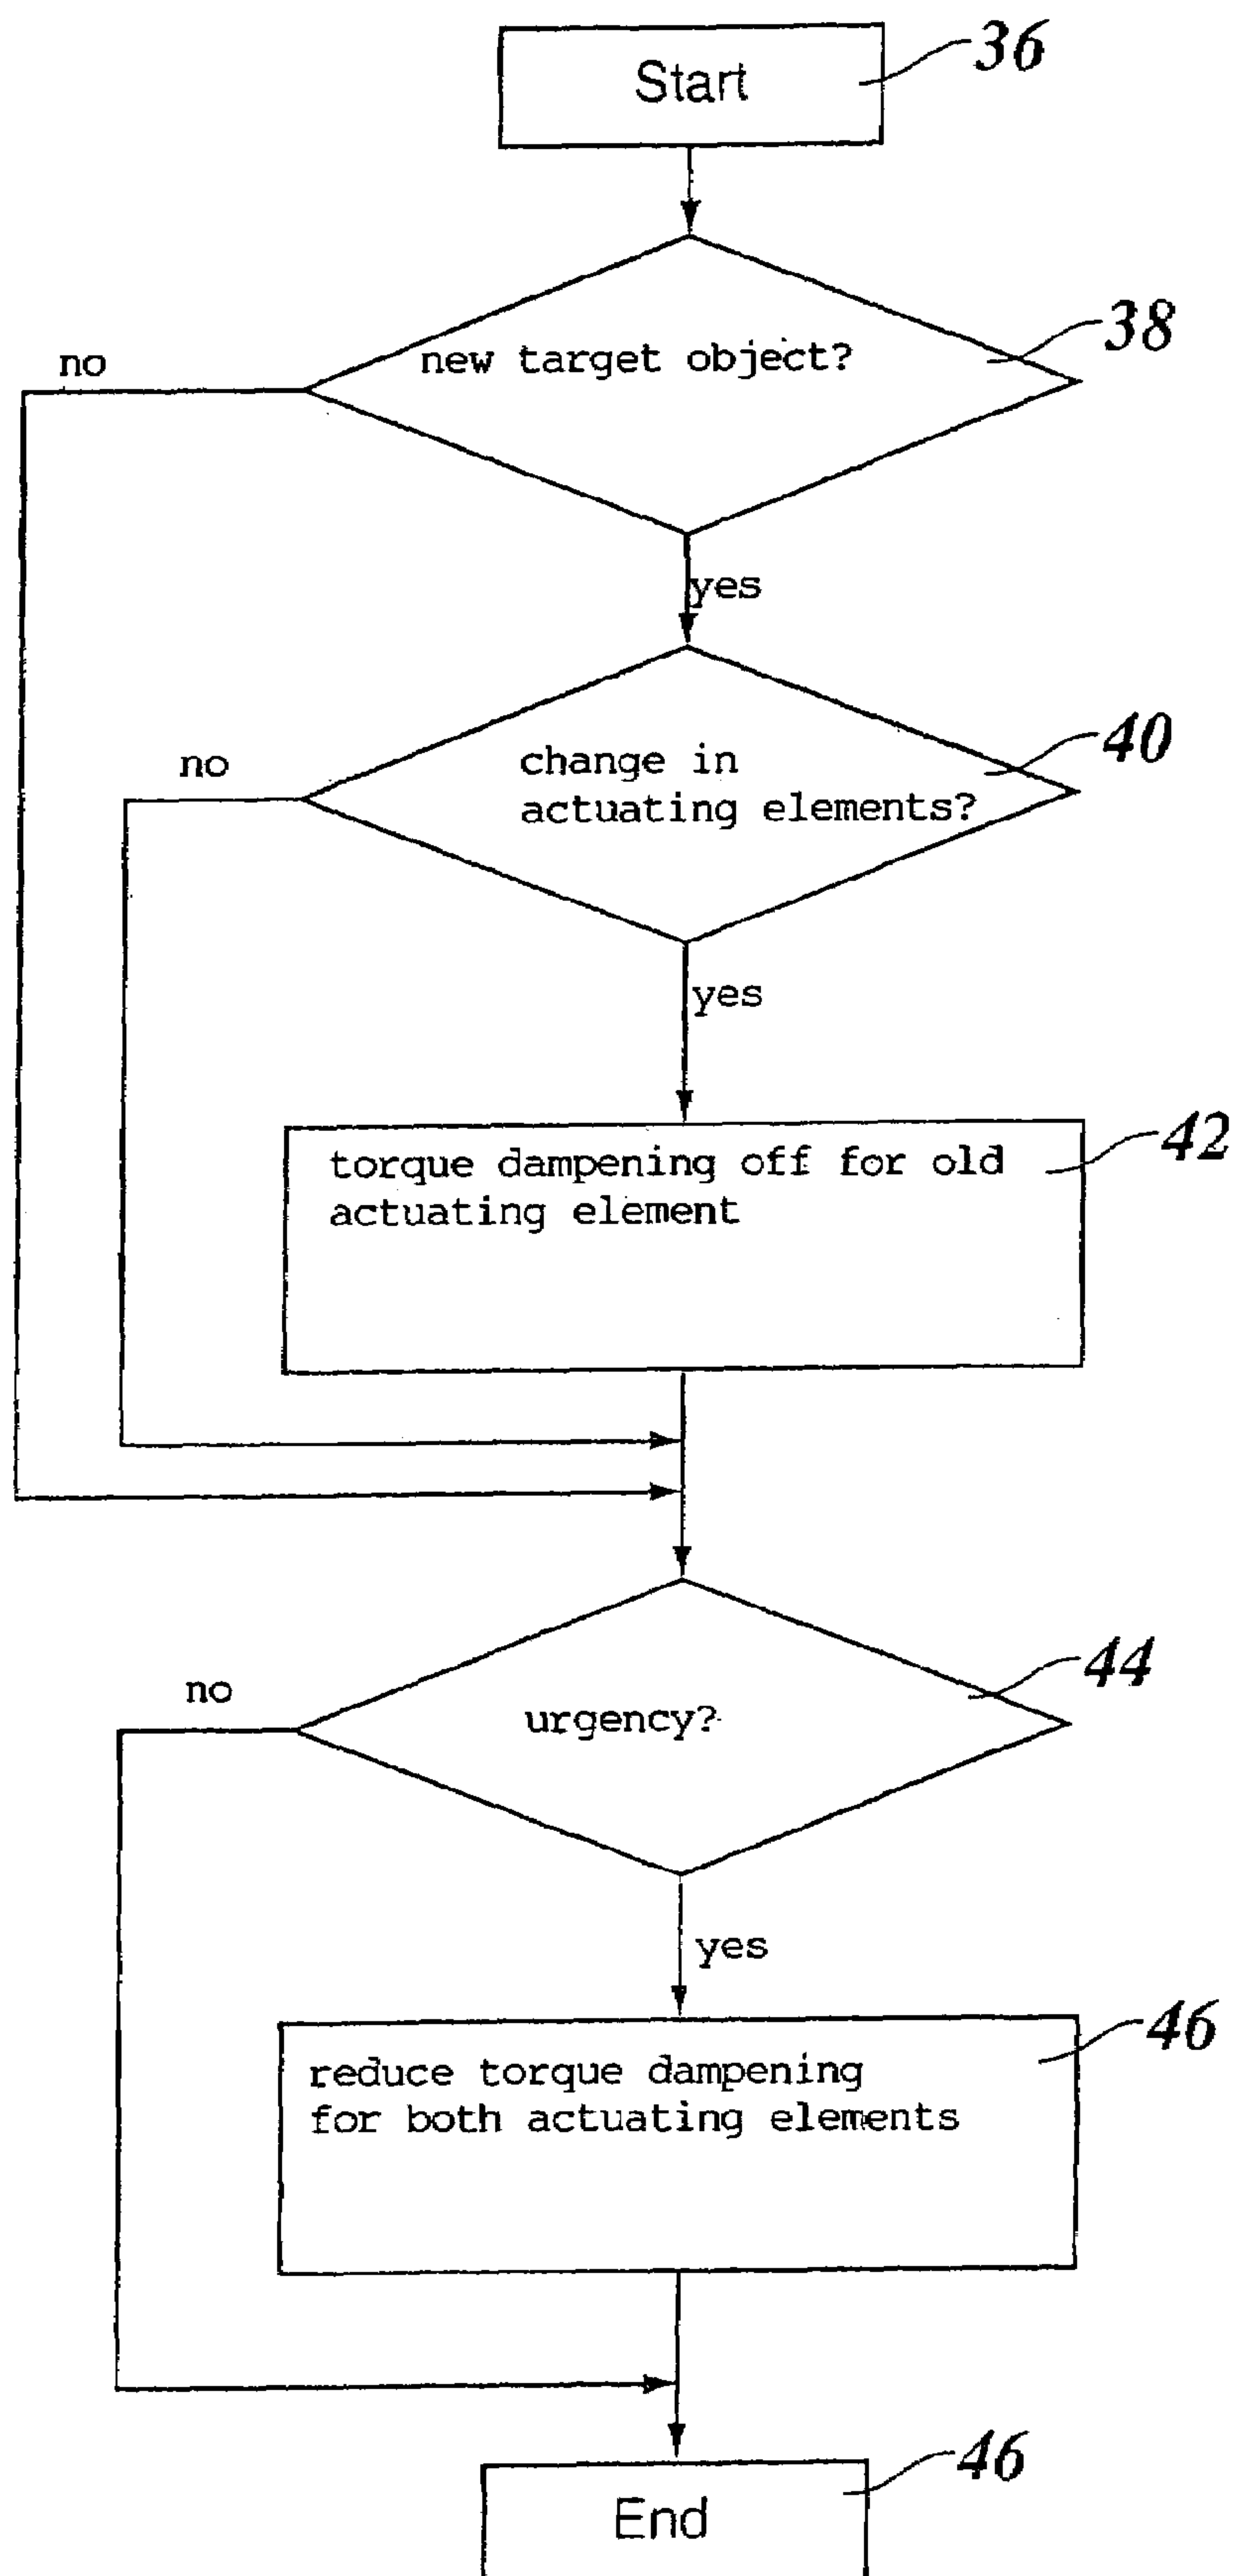 Start
36
new target object?
38
no
yes
change in
actuating elements?
40
no
yes
torque dampening off for old
actuating element
42
urgency?
44
no
yes
reduce torque dampening
for both actuating elements
46
End
46